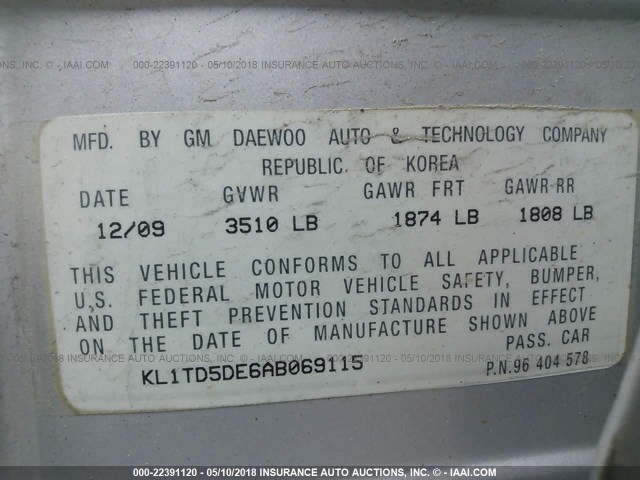 000-22391120 - 05/10/2018 INSURANCE AUTO AUCTIONS, INC. - © IAAI.COM
MFD. BY GM DAEWOO AUTO & TECHNOLOGY COMPANY
REPUBLIC OF KOREA
DATE GVWR GAWR FRT GAWR RR
12/09 3510 LB 1874 LB 1808 LB
THIS VEHICLE CONFORMS TO ALL APPLICABLE
U.S. FEDERAL MOTOR VEHICLE SAFETY, BUMPER,
AND THEFT PREVENTION STANDARDS IN EFFECT
ON THE DATE OF MANUFACTURE SHOWN ABOVE
PASS. CAR
KL1TD5DE6AB069115
P.N.96 404 578
000-22391120 - 05/10/2018 INSURANCE AUTO AUCTIONS, INC. - © IAAI.COM